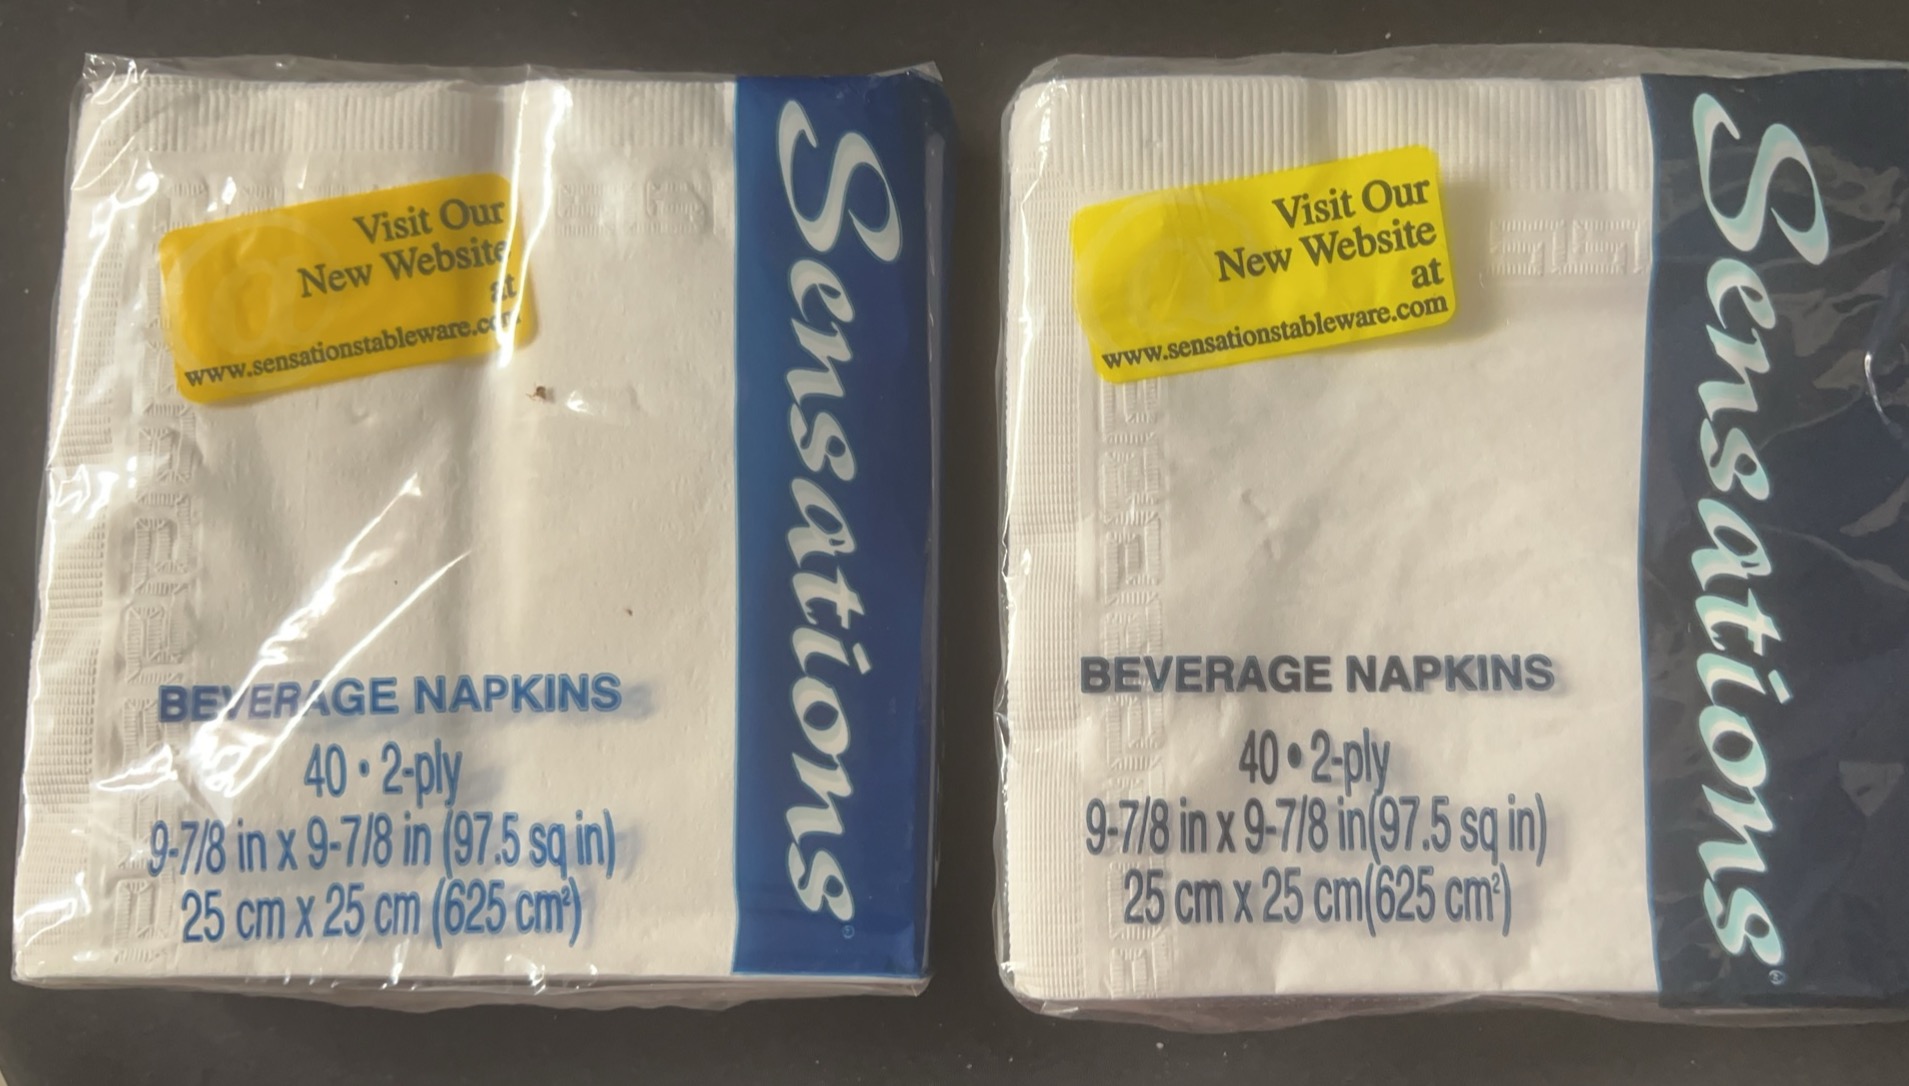 Visit Our
New Website
at
www.sensationstableware.com
Sensations®
BEVERAGE NAPKINS
40 • 2-ply
9-7/8 in x 9-7/8 in (97.5 sq in)
25 cm x 25 cm (625 cm²)
Visit Our
New Website
at
www.sensationstableware.com
Sensations®
BEVERAGE NAPKINS
40 • 2-ply
9-7/8 in x 9-7/8 in(97.5 sq in)
25 cm x 25 cm(625 cm²)